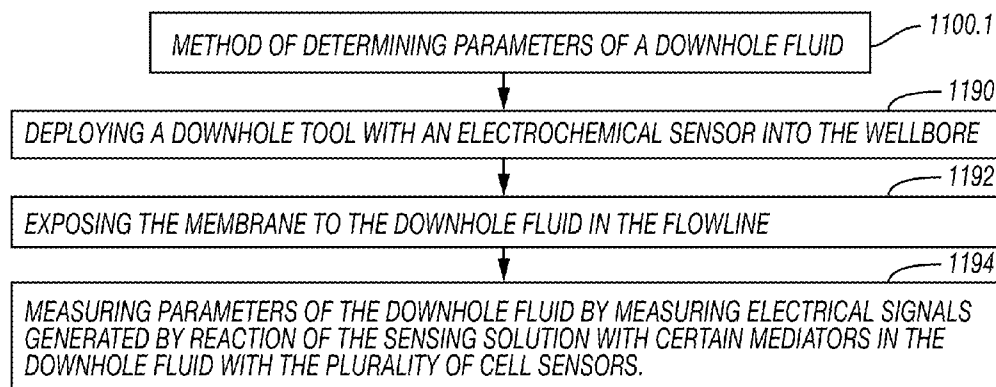 METHOD OF DETERMINING PARAMETERS OF A DOWNHOLE FLUID
1100.1
1190
DEPLOYING A DOWNHOLE TOOL WITH AN ELECTROCHEMICAL SENSOR INTO THE WELLBORE
1192
EXPOSING THE MEMBRANE TO THE DOWNHOLE FLUID IN THE FLOWLINE
1194
MEASURING PARAMETERS OF THE DOWNHOLE FLUID BY MEASURING ELECTRICAL SIGNALS
GENERATED BY REACTION OF THE SENSING SOLUTION WITH CERTAIN MEDIATORS IN THE
DOWNHOLE FLUID WITH THE PLURALITY OF CELL SENSORS.